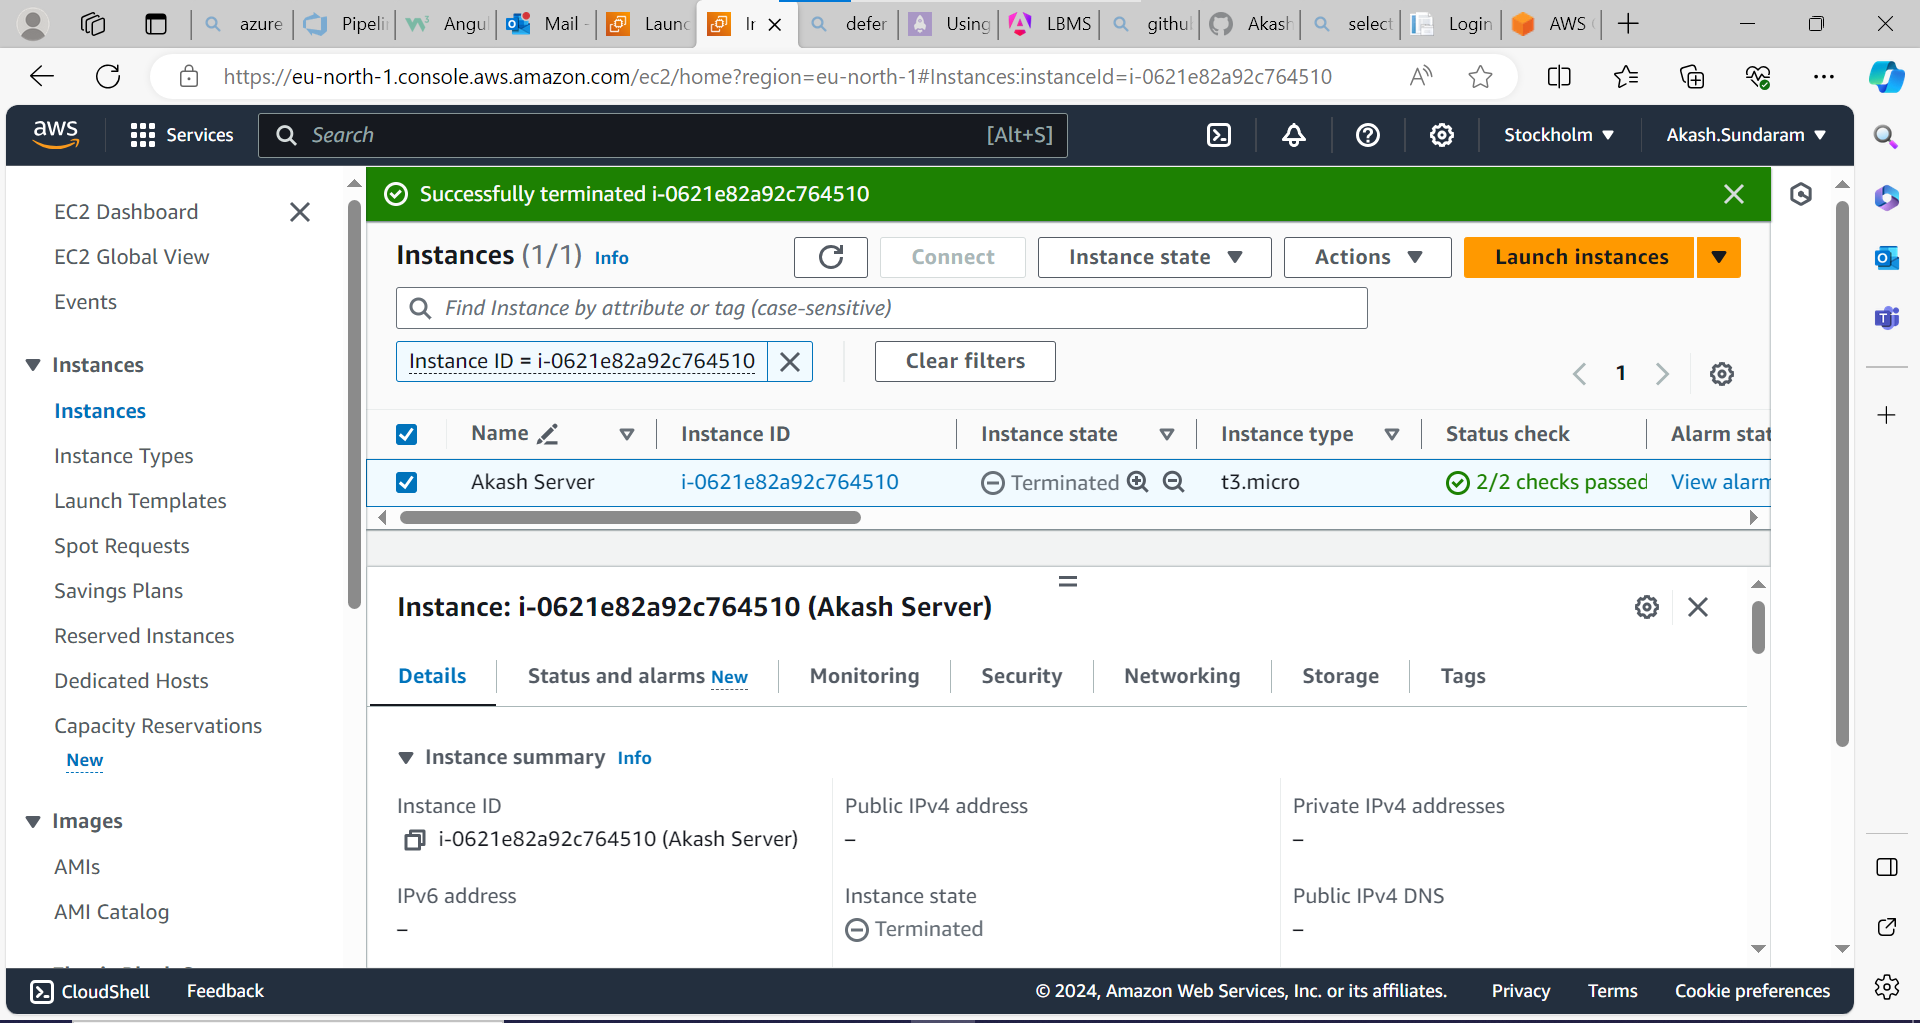 azure
Pipelin
Angul
Mail -
Launc
Ir
defer
Using
LBMS
githu
Akash
select
Login
AWS
https://eu-north-1.console.aws.amazon.com/ec2/home?region=eu-north-1#Instances:instanceId=i-0621e82a92c764510
aws
Services
Search
[Alt+S]
Stockholm
Akash.Sundaram
EC2 Dashboard
EC2 Global View
Events
Instances
Instances
Instance Types
Launch Templates
Spot Requests
Savings Plans
Reserved Instances
Dedicated Hosts
Capacity Reservations
New
Images
AMIs
AMI Catalog
Successfully terminated i-0621e82a92c764510
Instances (1/1) Info
Connect
Instance state
Actions
Launch instances
Find Instance by attribute or tag (case-sensitive)
Instance ID = i-0621e82a92c764510
Clear filters
1
Name
Instance ID
Instance state
Instance type
Status check
Alarm stat
Akash Server
i-0621e82a92c764510
Terminated
t3.micro
2/2 checks passed
View alarm
Instance: i-0621e82a92c764510 (Akash Server)
Details
Status and alarms New
Monitoring
Security
Networking
Storage
Tags
Instance summary Info
Instance ID
i-0621e82a92c764510 (Akash Server)
Public IPv4 address
–
Private IPv4 addresses
–
IPv6 address
–
Instance state
Terminated
Public IPv4 DNS
–
CloudShell
Feedback
© 2024, Amazon Web Services, Inc. or its affiliates.
Privacy
Terms
Cookie preferences